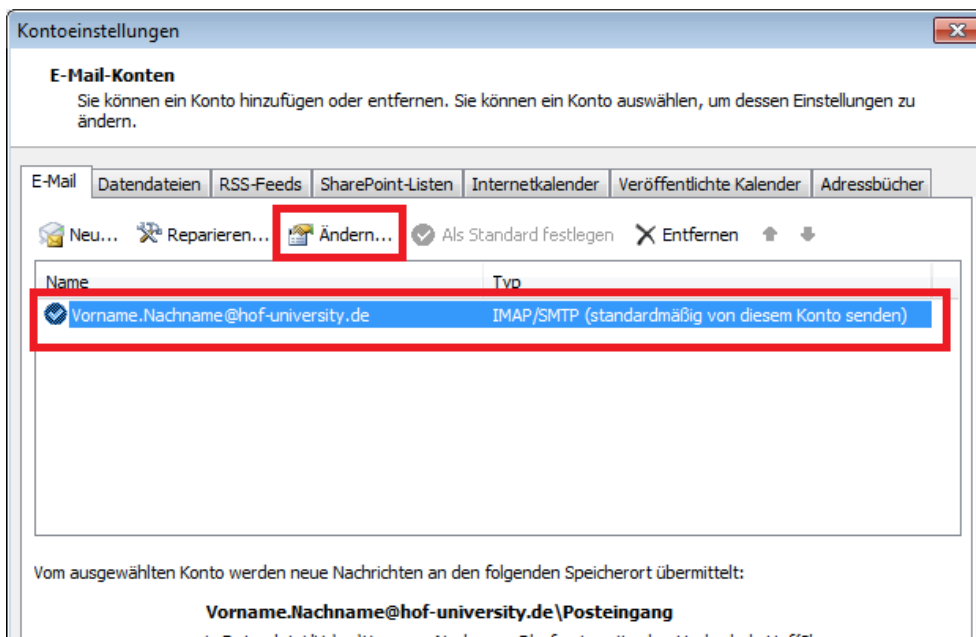 Kontoeinstellungen
E-Mail-Konten
Sie können ein Konto hinzufügen oder entfernen. Sie können ein Konto auswählen, um dessen Einstellungen zu
ändern.
E-Mail Datendateien RSS-Feeds SharePoint-Listen Internetkalender Veröffentlichte Kalender Adressbücher
Neu... Reparieren... Ändern... Als Standard festlegen Entfernen
Name Typ
Vorname.Nachname@hof-university.de IMAP/SMTP (standardmäßig von diesem Konto senden)
Vom ausgewählten Konto werden neue Nachrichten an den folgenden Speicherort übermittelt:
Vorname.Nachname@hof-university.de\Posteingang